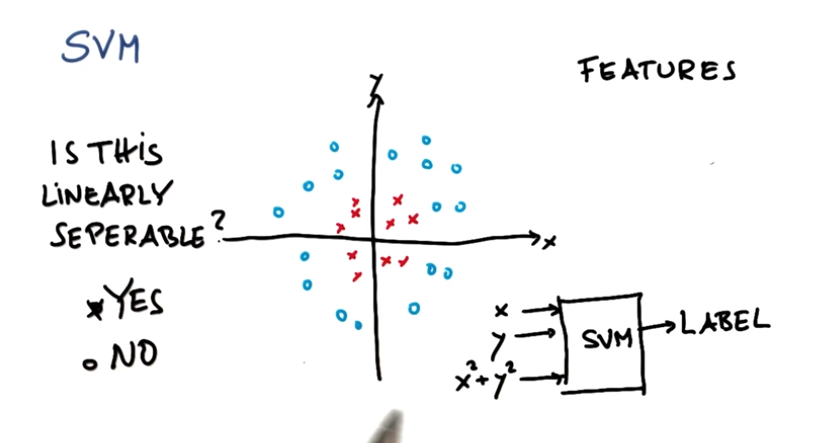 SVM
FEATURES
y
IS THIS
LINEARLY
SEPERABLE?
x
YES
NO
x
y
x²+y²
SVM
LABEL